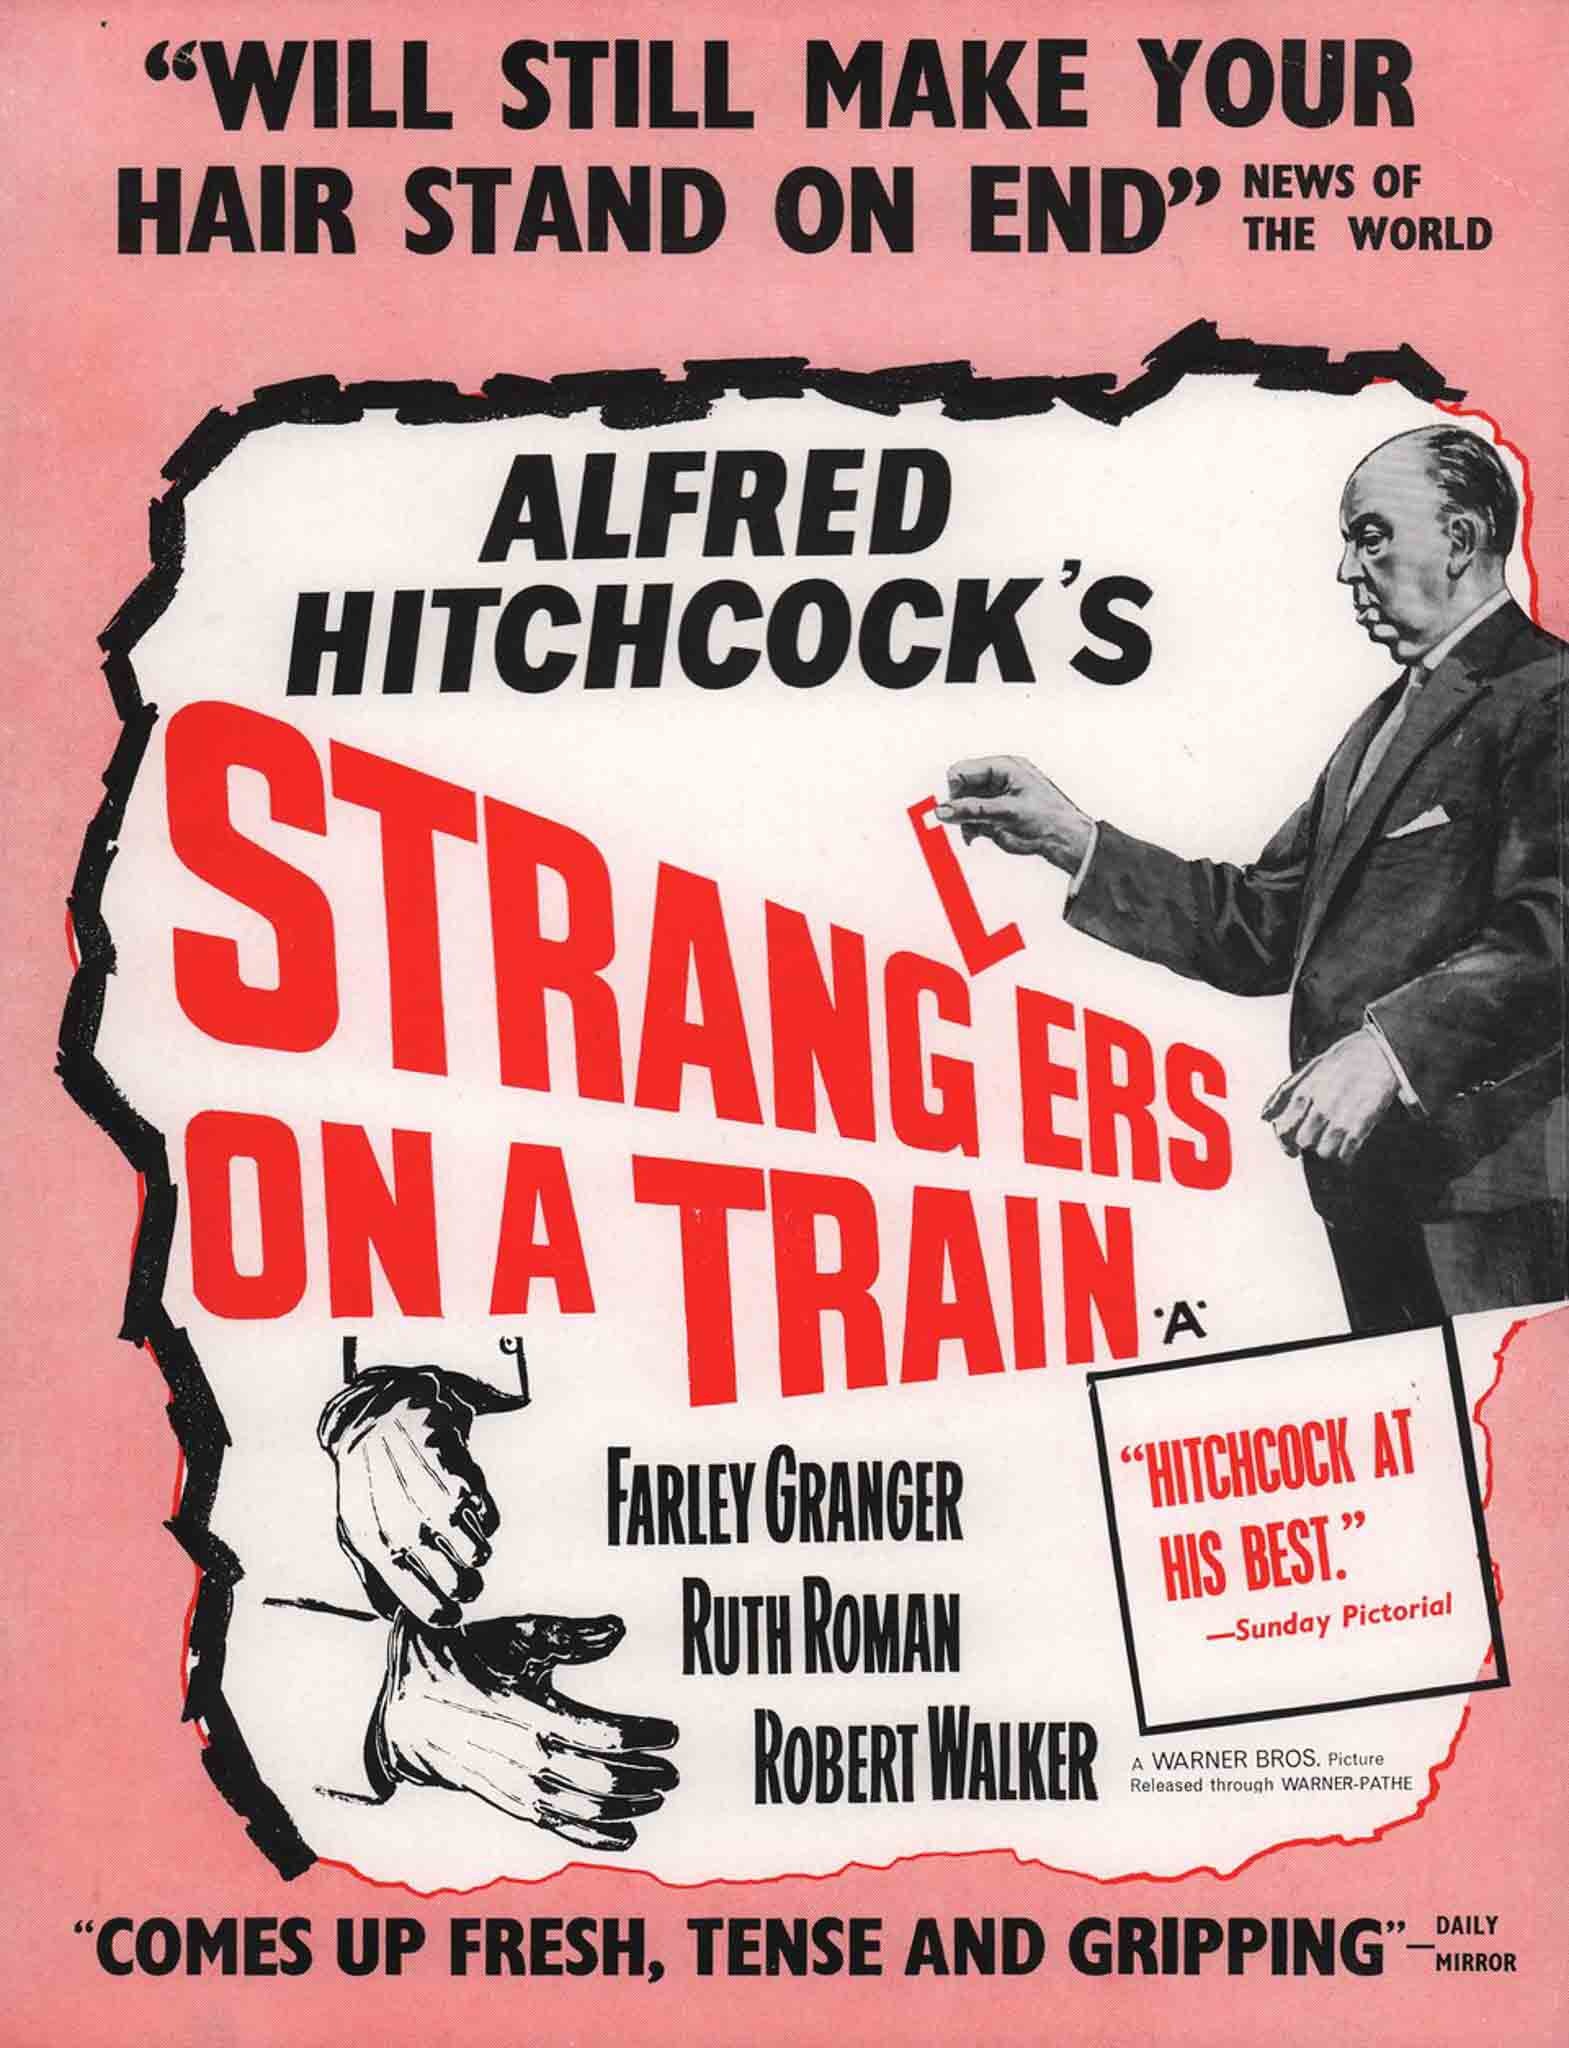 “WILL STILL MAKE YOUR
HAIR STAND ON END” NEWS OF THE WORLD
ALFRED
HITCHCOCK'S
STRANGLERS
ON A TRAIN 'A'
FARLEY GRANGER
RUTH ROMAN
ROBERT WALKER
“HITCHCOCK AT
HIS BEST.”
—Sunday Pictorial
A WARNER BROS. Picture
Released through WARNER-PATHE
“COMES UP FRESH, TENSE AND GRIPPING”— DAILY MIRROR